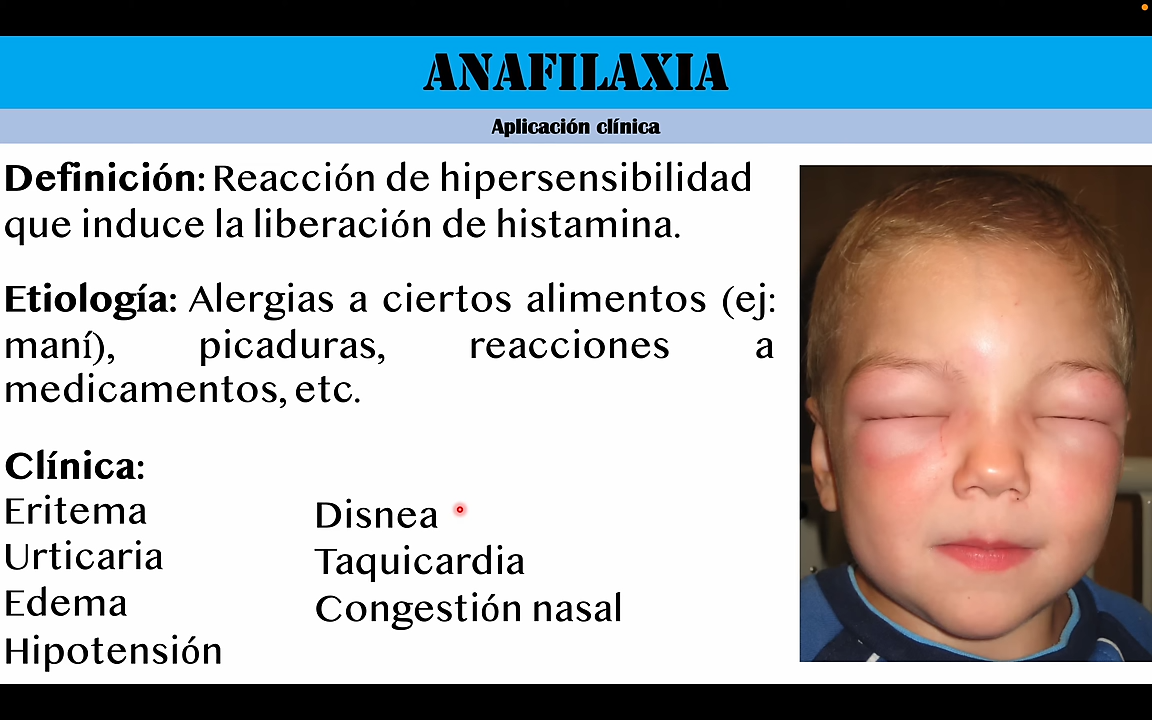 ANAFILAXIA
Aplicación clínica
Definición: Reacción de hipersensibilidad
que induce la liberación de histamina.
Etiología: Alergias a ciertos alimentos (ej:
maní), picaduras, reacciones a
medicamentos, etc.
Clínica:
Eritema
Urticaria
Edema
Hipotensión
Disnea
Taquicardia
Congestión nasal